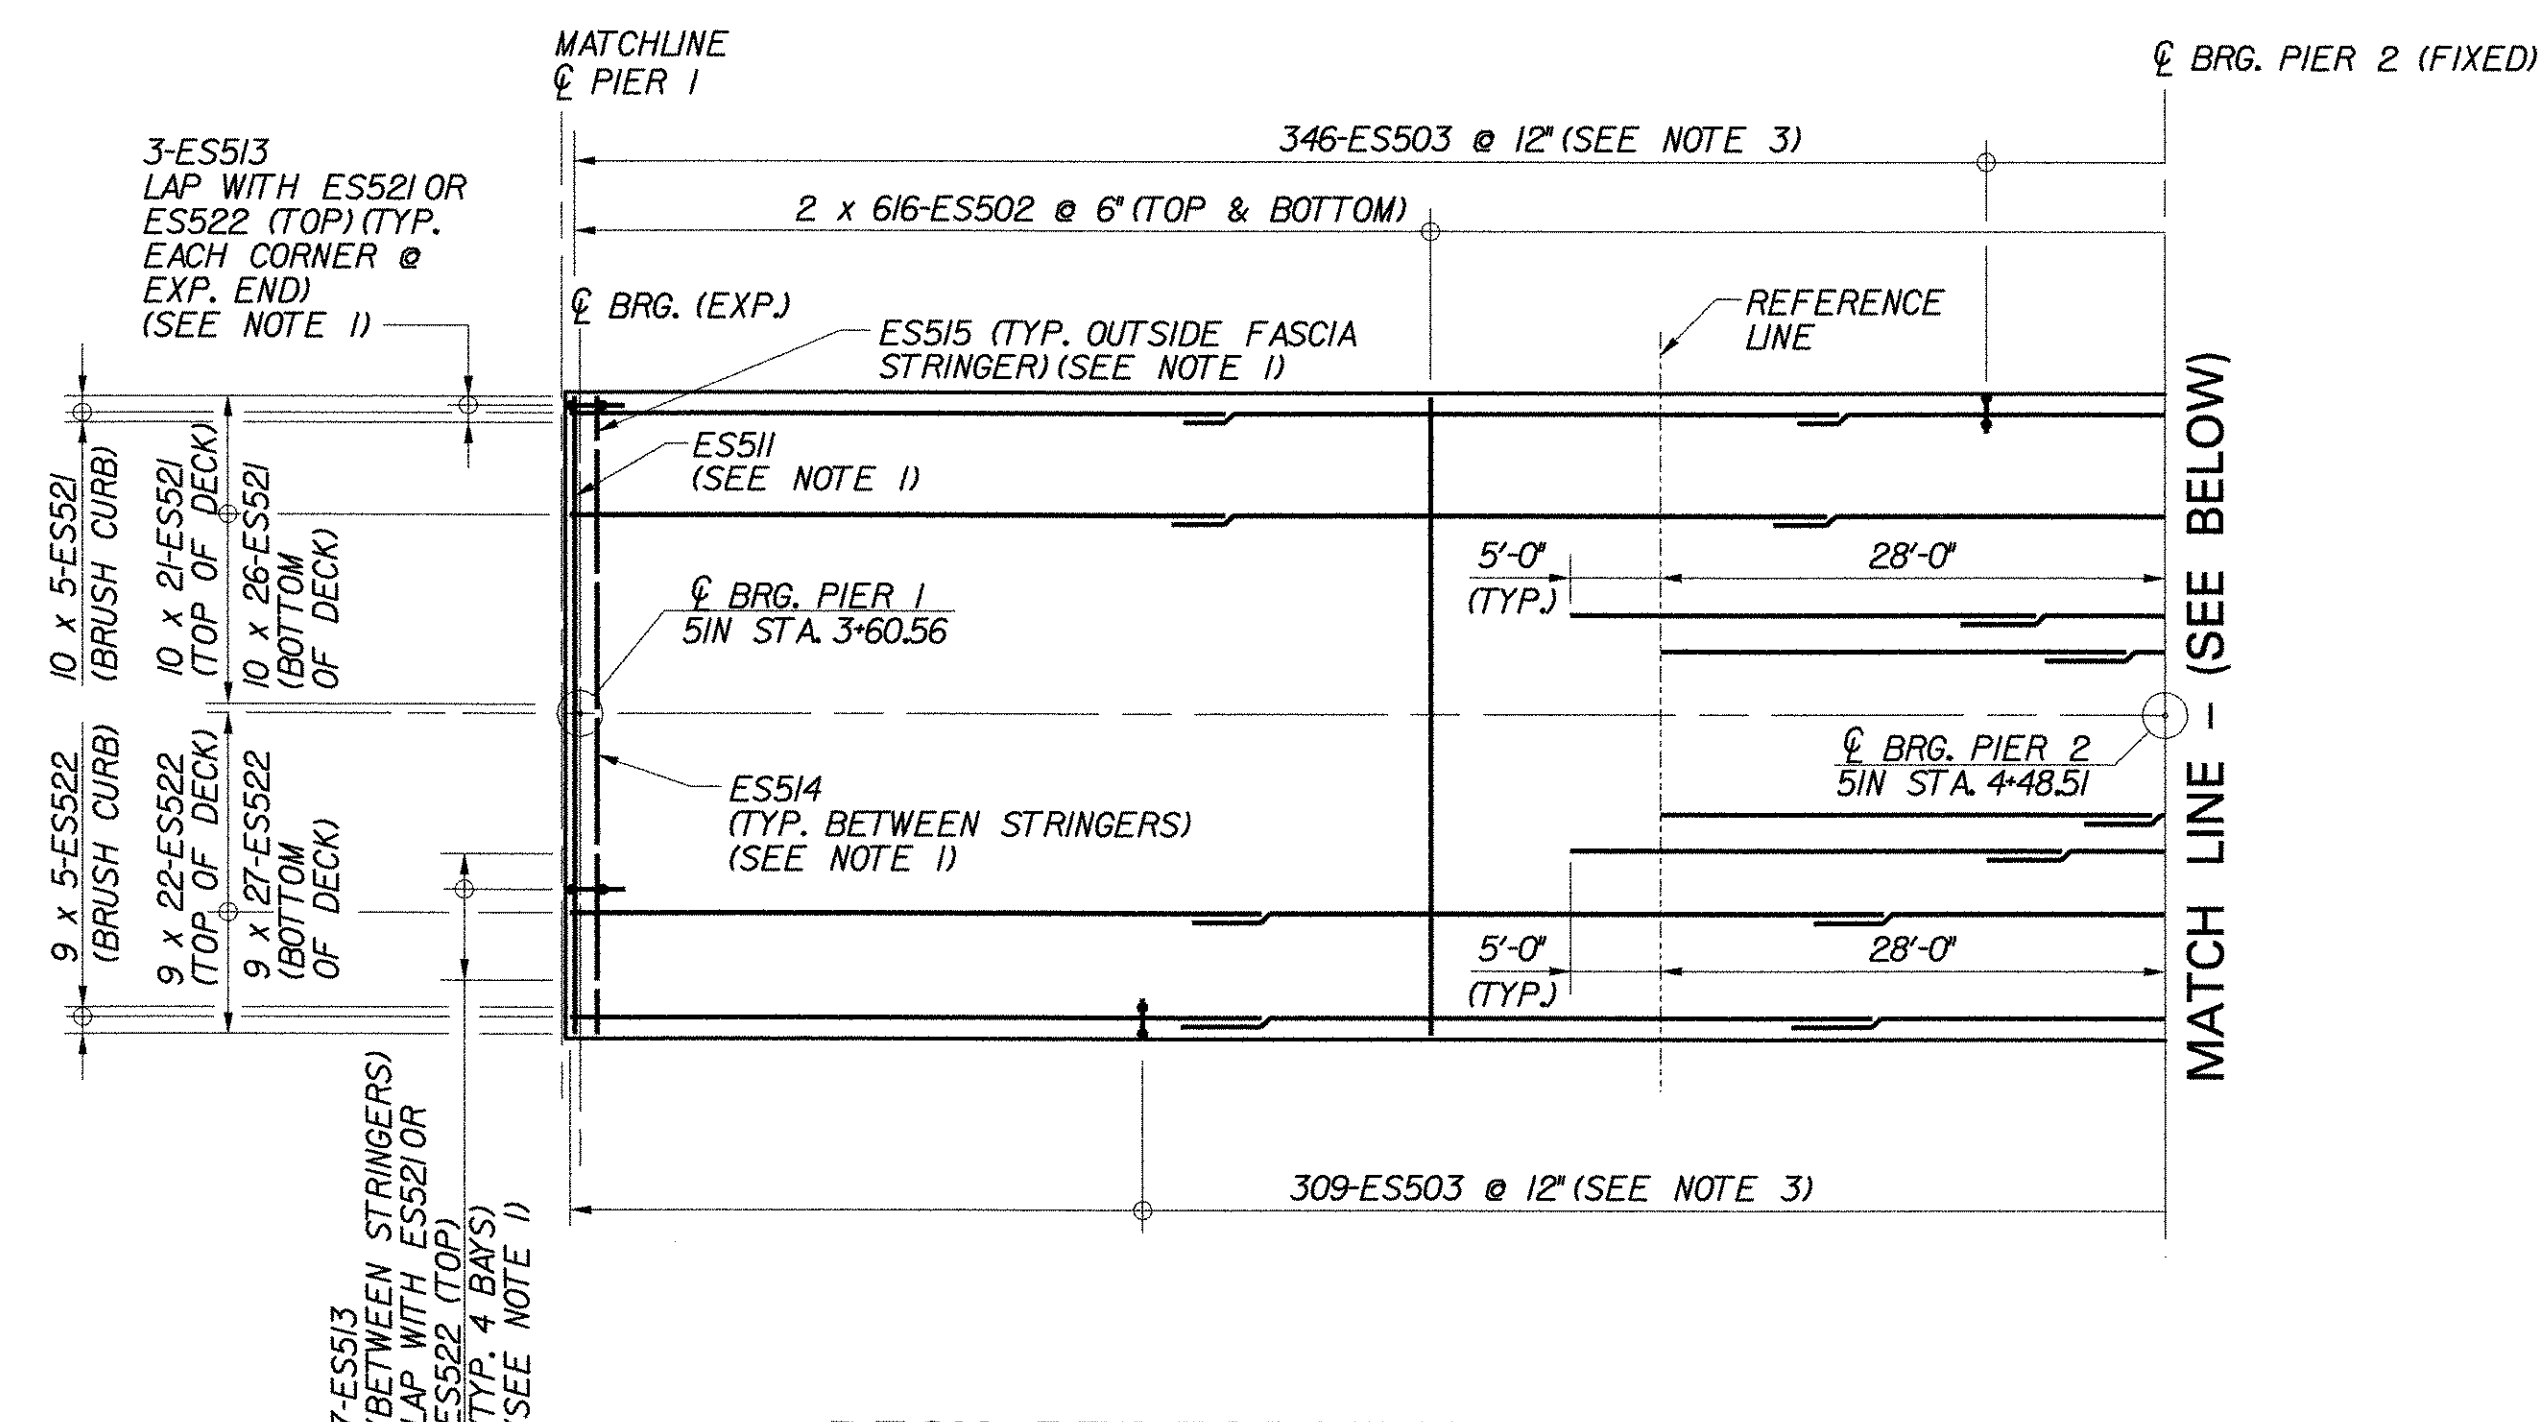 MATCHLINE
℄ PIER 1
℄ BRG. PIER 2 (FIXED)
346-ES503 @ 12" (SEE NOTE 3)
2 x 616-ES502 @ 6" (TOP & BOTTOM)
3-ES513
LAP WITH ES521 OR
ES522 (TOP) (TYP.
EACH CORNER @
EXP. END)
(SEE NOTE 1)
℄ BRG. (EXP.)
ES515 (TYP. OUTSIDE FASCIA
STRINGER) (SEE NOTE 1)
REFERENCE
LINE
ES511
(SEE NOTE 1)
10 x 5-ES521
(BRUSH CURB)
10 x 21-ES521
(TOP OF DECK)
10 x 26-ES521
(BOTTOM
OF DECK)
5'-0"
(TYP.)
28'-0"
℄ BRG. PIER 1
51N STA. 3+60.56
℄ BRG. PIER 2
51N STA. 4+48.51
ES514
(TYP. BETWEEN STRINGERS)
(SEE NOTE 1)
9 x 5-ES522
(BRUSH CURB)
9 x 22-ES522
(TOP OF DECK)
9 x 27-ES522
(BOTTOM
OF DECK)
5'-0"
(TYP.)
28'-0"
MATCH LINE - (SEE BELOW)
309-ES503 @ 12" (SEE NOTE 3)
7-ES513
(BETWEEN STRINGERS)
LAP WITH ES521 OR
ES522 (TOP)
(TYP. 4 BAYS)
(SEE NOTE 1)